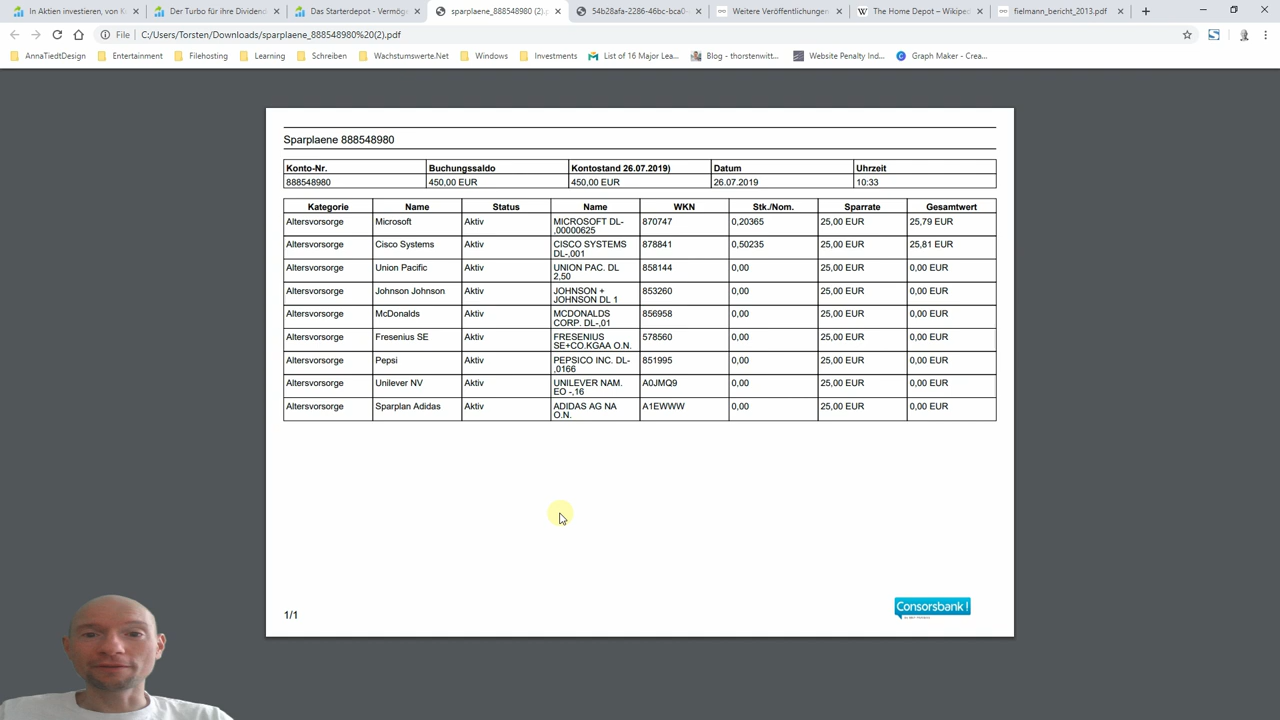 In Aktien investieren, von K
Der Turbo für ihre Dividend
Das Starterdepot - Vermög
sparplaene_888548980 (2).p
54b28afa-2286-46bc-bca0-
Weitere Veröffentlichungen
The Home Depot – Wikipe
fielmann_bericht_2013.pdf
File
C:/Users/Torsten/Downloads/sparplaene_888548980%20(2).pdf
AnnaTiedtDesign
Entertainment
Filehosting
Learning
Schreiben
Wachstumswerte.Net
Windows
Investments
List of 16 Major Lea...
Blog - thorstenwitt...
Website Penalty Ind...
Graph Maker - Crea...
Sparplaene 888548980
Konto-Nr. Buchungssaldo Kontostand 26.07.2019) Datum Uhrzeit
888548980 450,00 EUR 450,00 EUR 26.07.2019 10:33
Kategorie Name Status Name WKN Stk./Nom. Sparrate Gesamtwert
Altersvorsorge Microsoft Aktiv MICROSOFT DL- 870747 0,20365 25,00 EUR 25,79 EUR
,00000625
Altersvorsorge Cisco Systems Aktiv CISCO SYSTEMS 878841 0,50235 25,00 EUR 25,81 EUR
DL-,001
Altersvorsorge Union Pacific Aktiv UNION PAC. DL 858144 0,00 25,00 EUR 0,00 EUR
2,50
Altersvorsorge Johnson Johnson Aktiv JOHNSON + 853260 0,00 25,00 EUR 0,00 EUR
JOHNSON DL 1
Altersvorsorge McDonalds Aktiv MCDONALDS 856958 0,00 25,00 EUR 0,00 EUR
CORP. DL-,01
Altersvorsorge Fresenius SE Aktiv FRESENIUS 578560 0,00 25,00 EUR 0,00 EUR
SE+CO.KGAA O.N.
Altersvorsorge Pepsi Aktiv PEPSICO INC. DL- 851995 0,00 25,00 EUR 0,00 EUR
,0166
Altersvorsorge Unilever NV Aktiv UNILEVER NAM. A0JMQ9 0,00 25,00 EUR 0,00 EUR
EO -,16
Altersvorsorge Sparplan Adidas Aktiv ADIDAS AG NA A1EWWW 0,00 25,00 EUR 0,00 EUR
O.N.
1/1
Consorsbank!